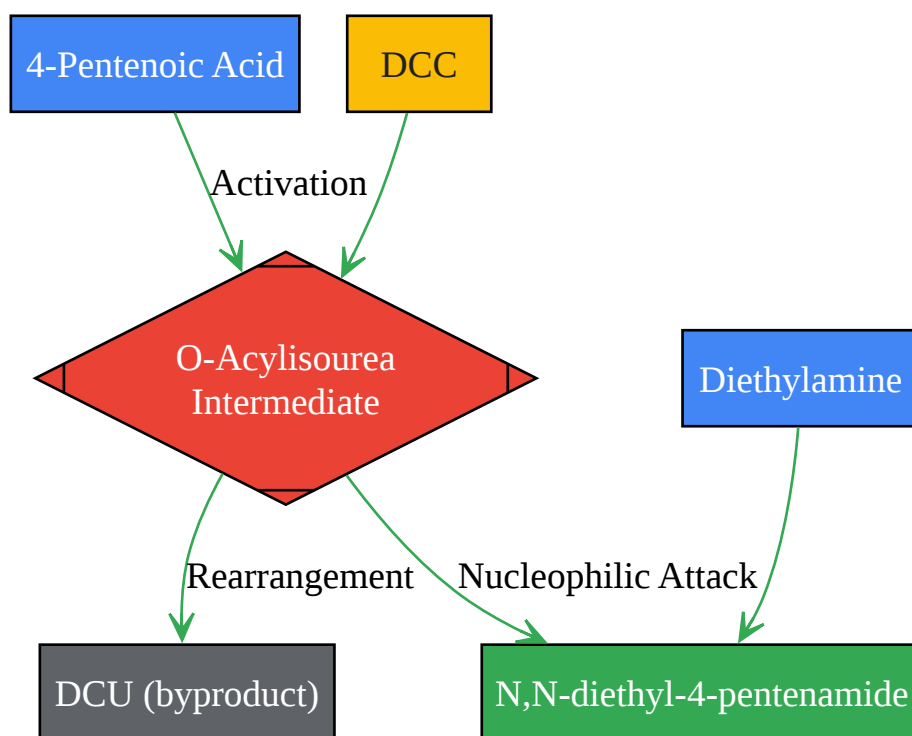 4-Pentenoic Acid
DCC
Activation
O-Acylisourea
Intermediate
Diethylamine
Rearrangement
Nucleophilic Attack
DCU (byproduct)
N,N-diethyl-4-pentenamide